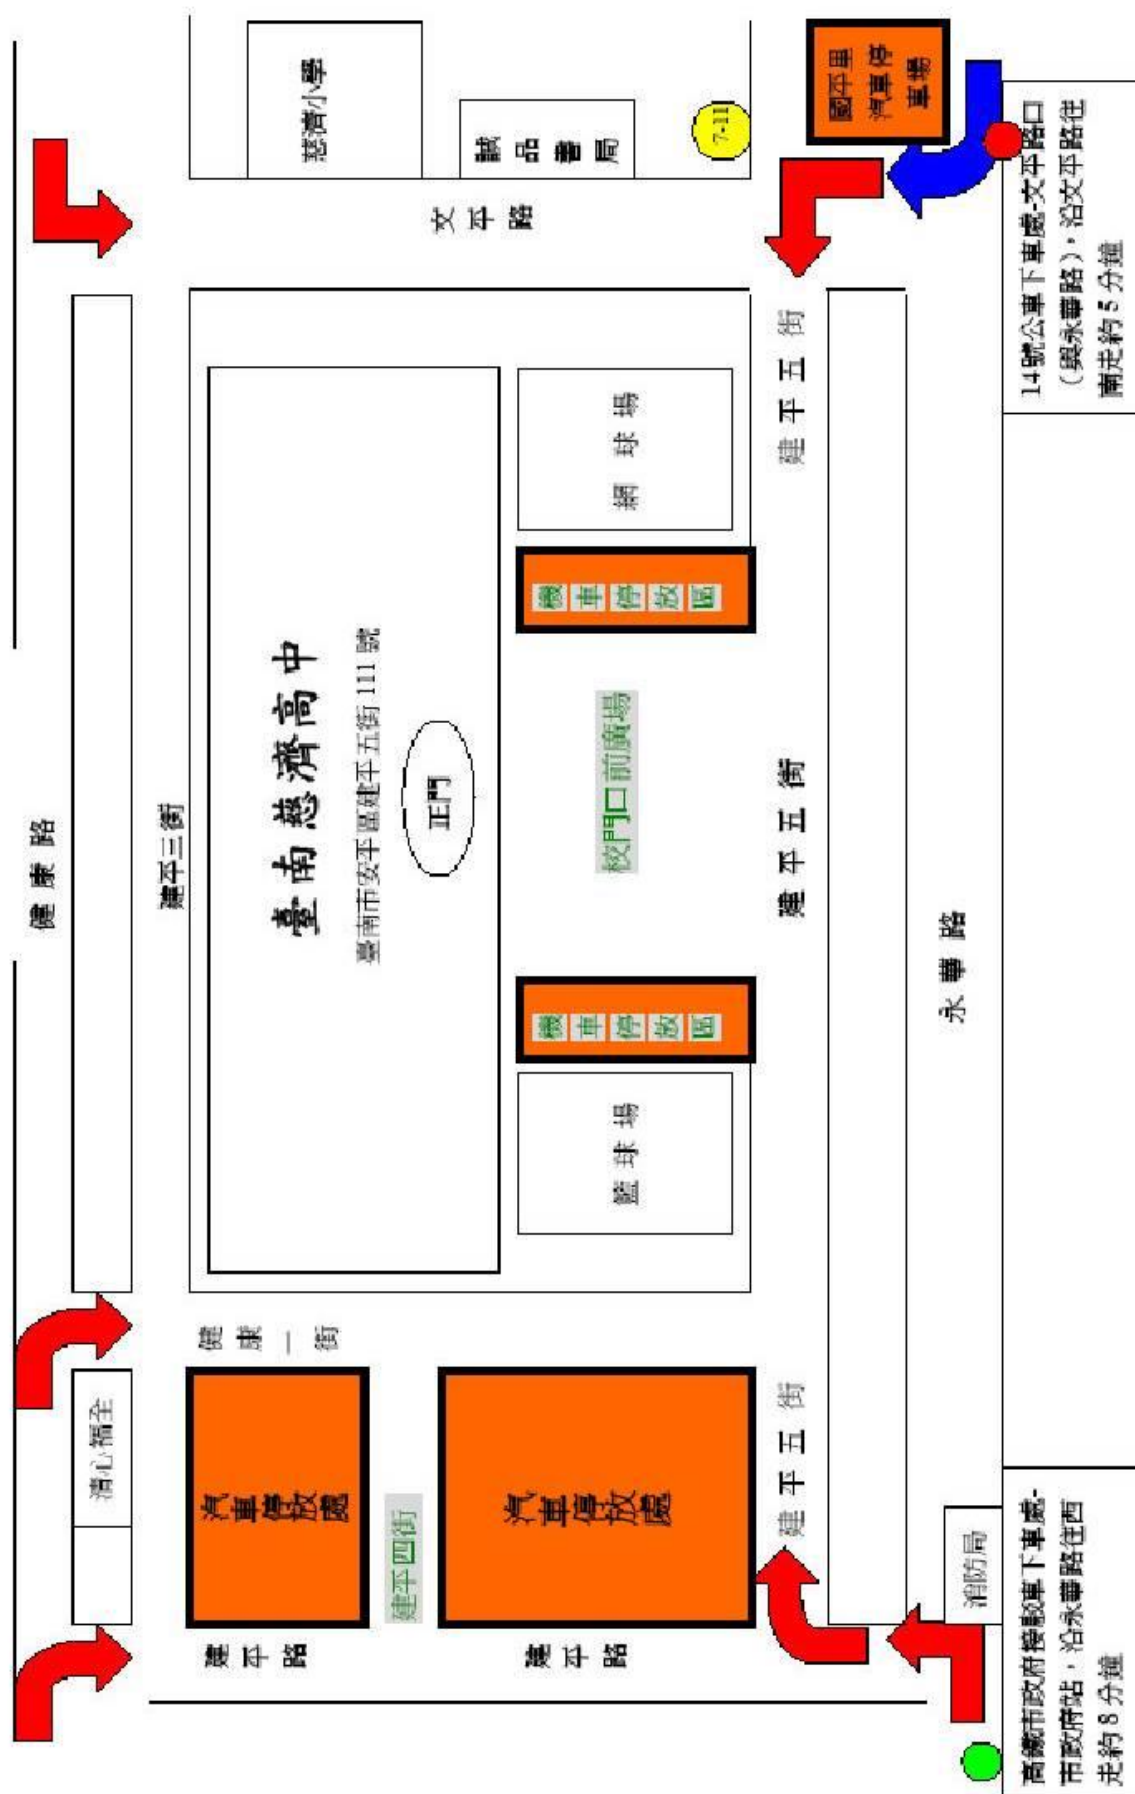 健康路
清心福全
建平三街
健康一街
慈濟小學
誠品書局
7-11
文平路
國平里
汽車停
車場
臺南慈濟高中
臺南市安平區建平五街 111 號
正門
網球場
機車停放區
校門口前廣場
機車停放區
籃球場
汽車停放處
建平四街
汽車停放處
建平路
建平路
建平五街
建平五街
建平五街
永華路
消防局
高鐵市政府接駁車下車處-
市政府站，沿永華路往西
走約 8 分鐘
14號公車下車處-文平路口
（與永華路），沿文平路往
南走約 5 分鐘